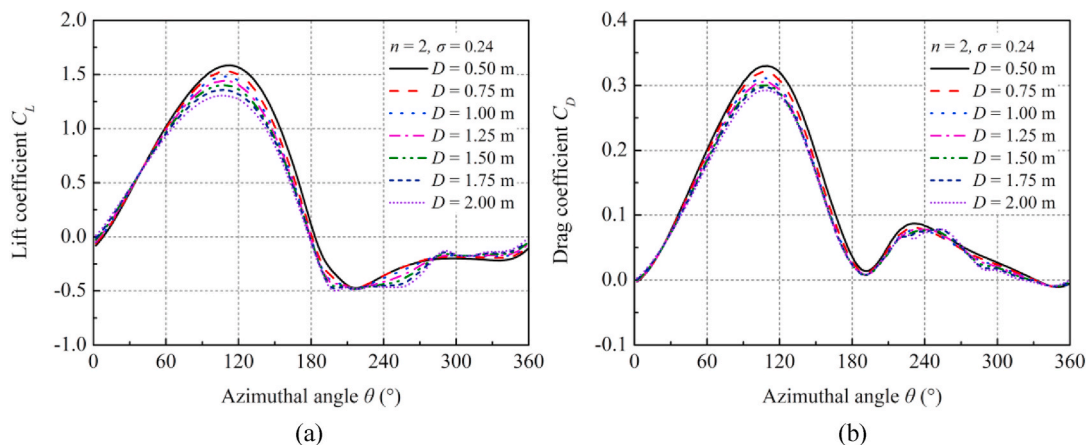 2.0
1.5
1.0
0.5
0.0
-0.5
-1.0
Lift coefficient C_L
n = 2, σ = 0.24
D = 0.50 m
D = 0.75 m
D = 1.00 m
D = 1.25 m
D = 1.50 m
D = 1.75 m
D = 2.00 m
0 60 120 180 240 300 360
Azimuthal angle θ (°)
(a)
0.4
0.3
0.2
0.1
0.0
-0.1
Drag coefficient C_D
n = 2, σ = 0.24
D = 0.50 m
D = 0.75 m
D = 1.00 m
D = 1.25 m
D = 1.50 m
D = 1.75 m
D = 2.00 m
0 60 120 180 240 300 360
Azimuthal angle θ (°)
(b)